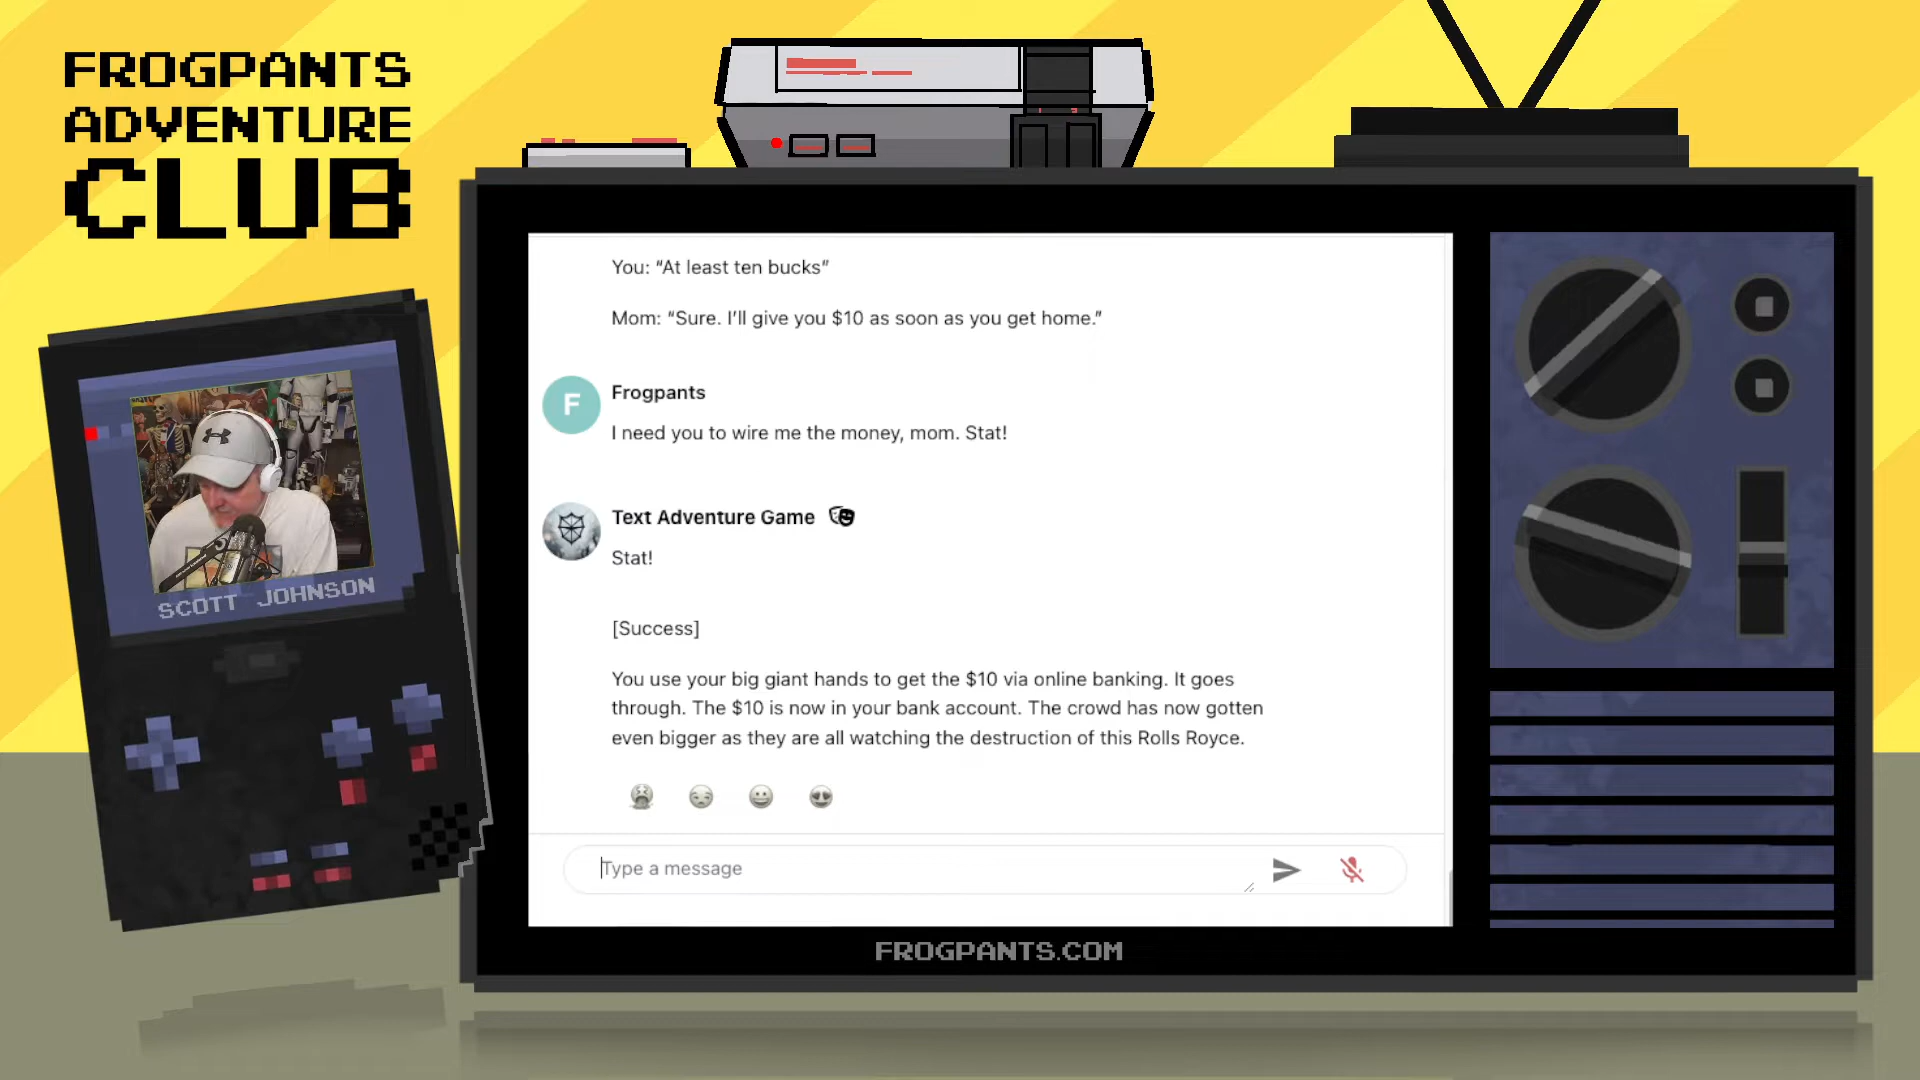 FROGPANTS
ADVENTURE
CLUB
SCOTT JOHNSON
You: “At least ten bucks”
Mom: “Sure. I’ll give you $10 as soon as you get home.”
F
Frogpants
I need you to wire me the money, mom. Stat!
Text Adventure Game
Stat!
[Success]
You use your big giant hands to get the $10 via online banking. It goes
through. The $10 is now in your bank account. The crowd has now gotten
even bigger as they are all watching the destruction of this Rolls Royce.
Type a message
FROGPANTS.COM